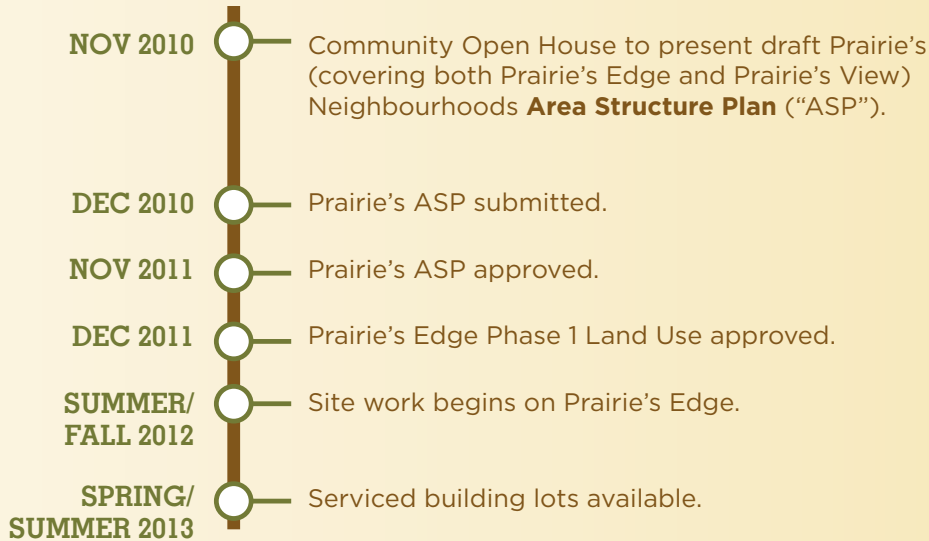 NOV 2010
Community Open House to present draft Prairie’s
(covering both Prairie’s Edge and Prairie’s View)
Neighbourhoods Area Structure Plan (“ASP”).
DEC 2010
Prairie’s ASP submitted.
NOV 2011
Prairie’s ASP approved.
DEC 2011
Prairie’s Edge Phase 1 Land Use approved.
SUMMER/
FALL 2012
Site work begins on Prairie’s Edge.
SPRING/
SUMMER 2013
Serviced building lots available.